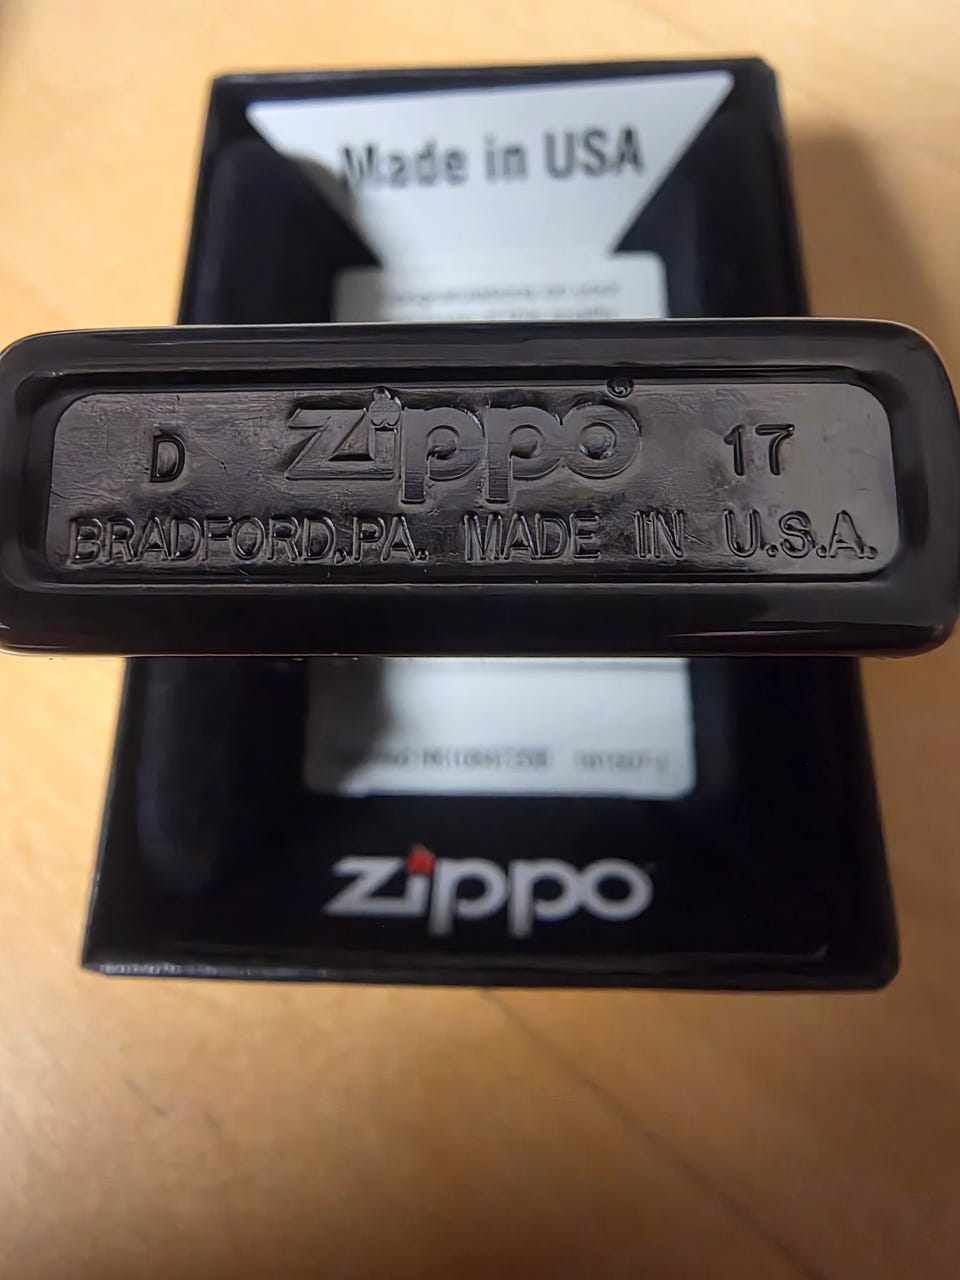 Made in USA
D zippo® 17
BRADFORD,PA. MADE IN U.S.A.
zippo